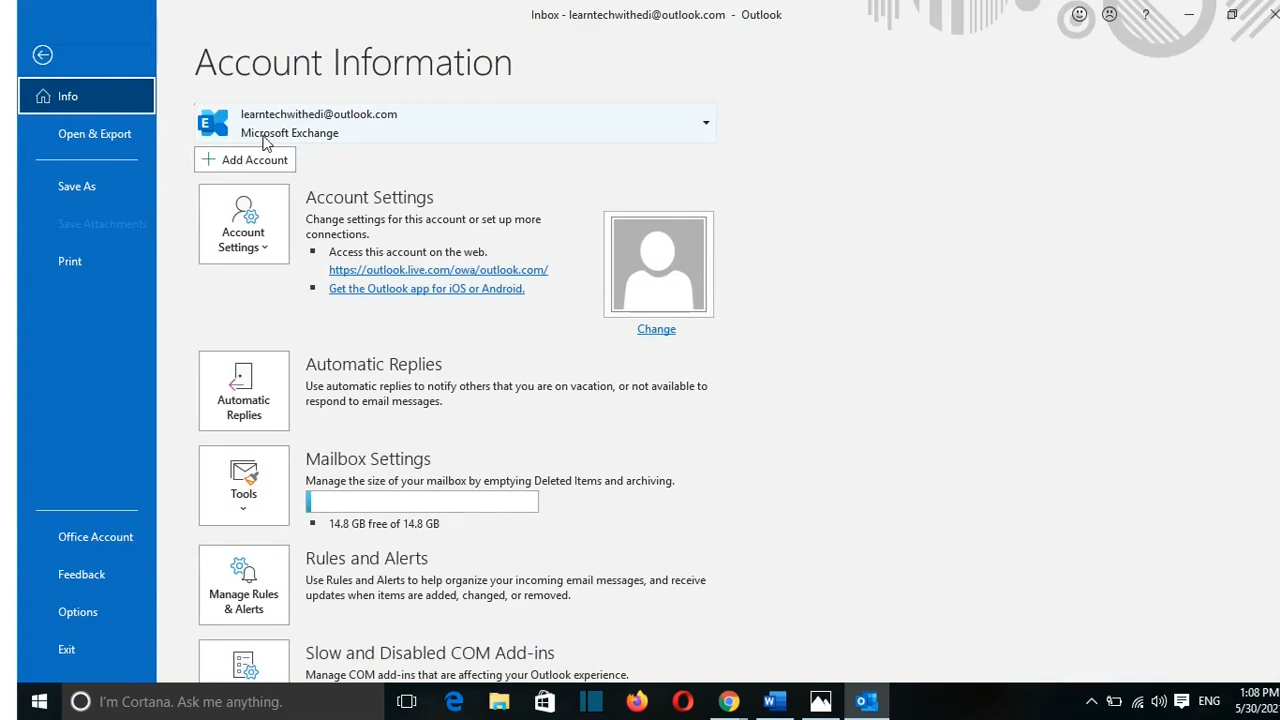 Inbox - learntechwithedi@outlook.com - Outlook
?
Account Information
Info
Open & Export
Save As
Save Attachments
Print
Office Account
Feedback
Options
Exit
E
learntechwithedi@outlook.com
Microsoft Exchange
Add Account
Account
Settings
Account Settings
Change settings for this account or set up more
connections.
Access this account on the web.
https://outlook.live.com/owa/outlook.com/
Get the Outlook app for iOS or Android.
Change
Automatic
Replies
Automatic Replies
Use automatic replies to notify others that you are on vacation, or not available to
respond to email messages.
Tools
Mailbox Settings
Manage the size of your mailbox by emptying Deleted Items and archiving.
14.8 GB free of 14.8 GB
Manage Rules
& Alerts
Rules and Alerts
Use Rules and Alerts to help organize your incoming email messages, and receive
updates when items are added, changed, or removed.
Slow and Disabled COM Add-ins
Manage COM add-ins that are affecting your Outlook experience.
I'm Cortana. Ask me anything.
ENG
1:08 PM
5/30/202